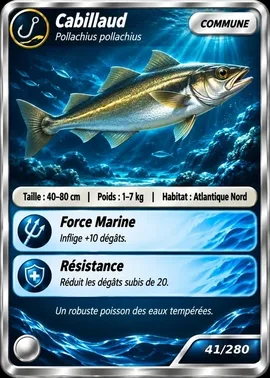 Cabillaud
COMMUNE
Pollachius pollachius
Taille : 40–80 cm | Poids : 1–7 kg | Habitat : Atlantique Nord
Force Marine
Inflige +10 dégâts.
Résistance
Réduit les dégâts subis de 20.
Un robuste poisson des eaux tempérées.
41/280